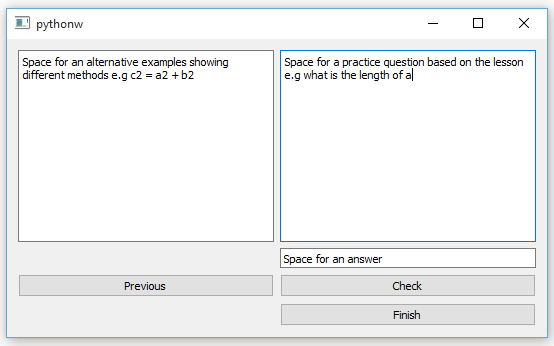 pythonw
Space for an alternative examples showing
different methods e.g c2 = a2 + b2
Space for a practice question based on the lesson
e.g what is the length of a
Space for an answer
Previous
Check
Finish